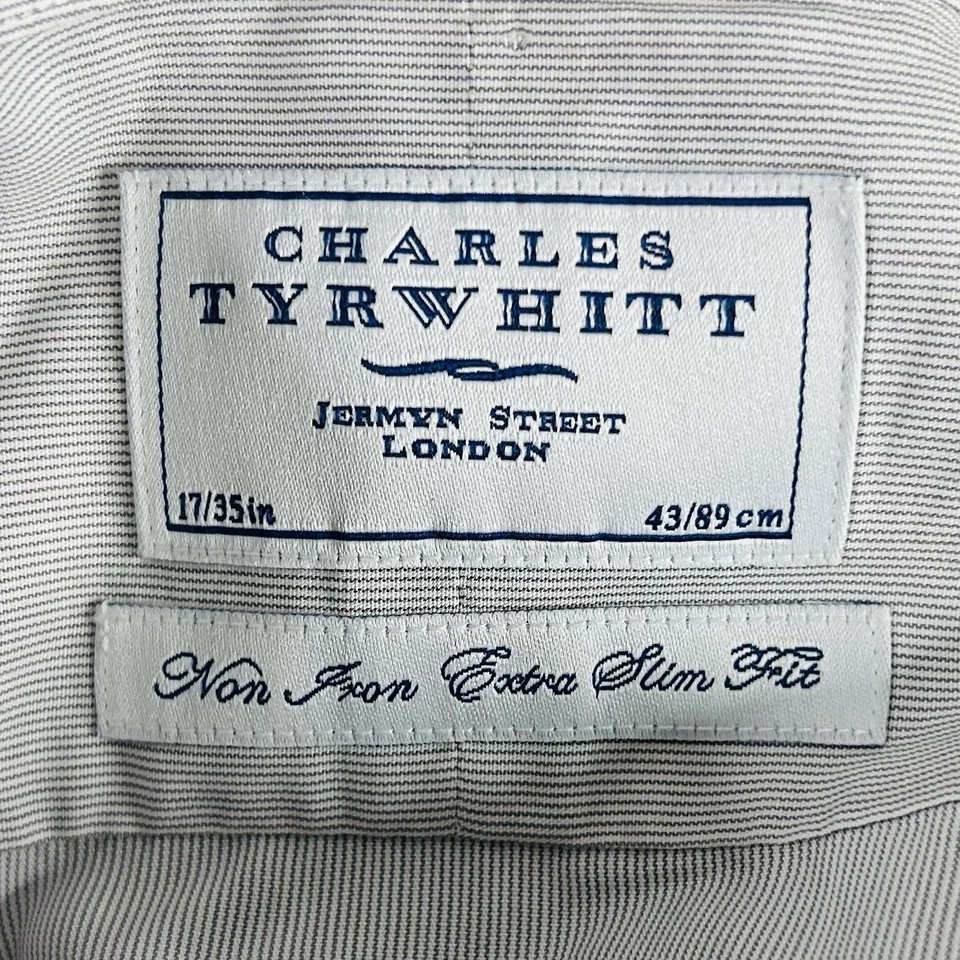 CHARLES
TYRWHITT
JERMYN STREET
LONDON
17/35in 43/89cm
Non Iron Extra Slim Fit